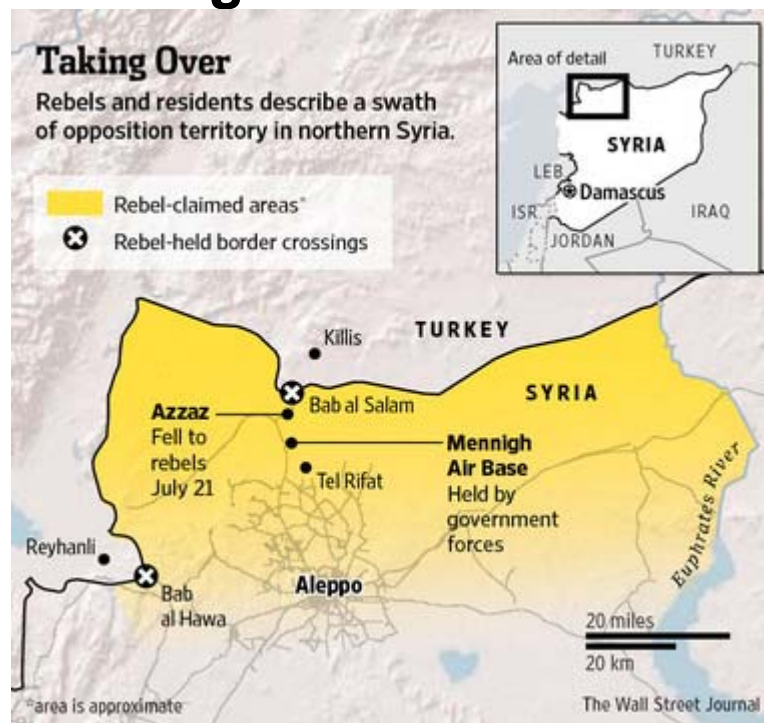 Taking Over
Rebels and residents describe a swath
of opposition territory in northern Syria.
Rebel-claimed areas*
Rebel-held border crossings
Area of detail
TURKEY
SYRIA
LEB.
Damascus
ISR.
IRAQ
JORDAN
TURKEY
Killis
SYRIA
Bab al Salam
Azzaz
Fell to
rebels
July 21
Mennigh
Air Base
Held by
government
forces
Tel Rifat
Euphrates River
Reyhanli
Bab
al Hawa
Aleppo
20 miles
20 km
*area is approximate
The Wall Street Journal